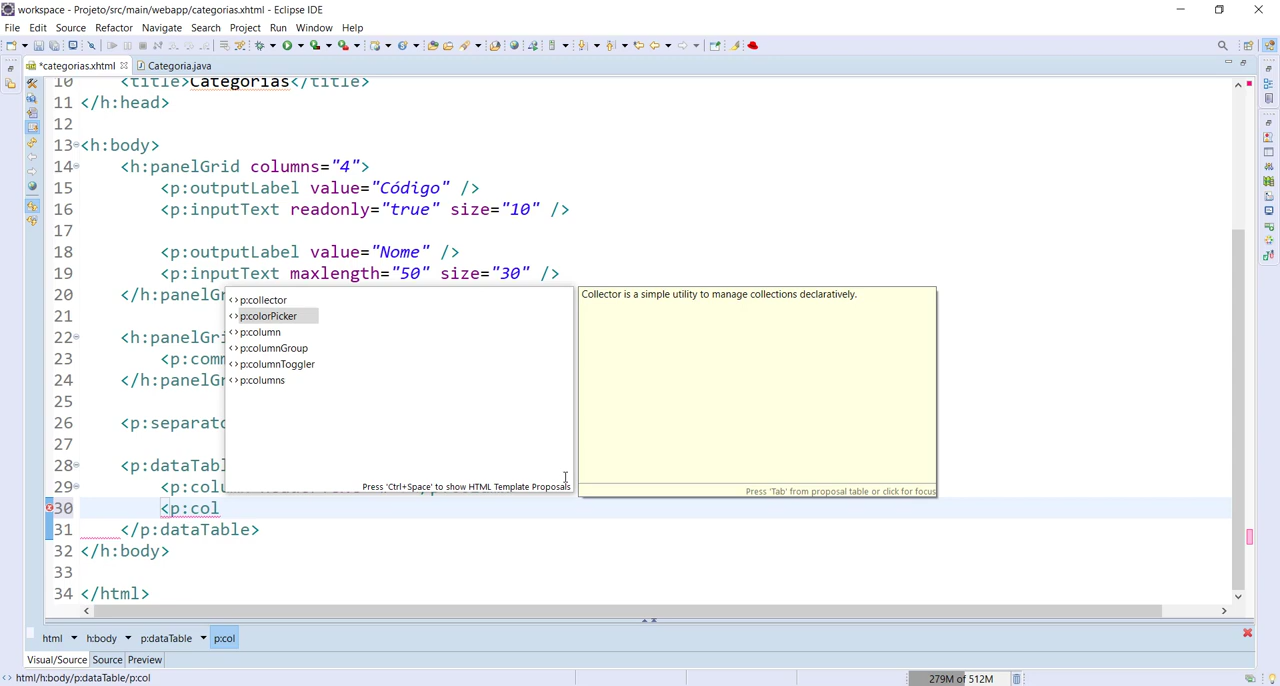 workspace - Projeto/src/main/webapp/categorias.xhtml - Eclipse IDE
File Edit Source Refactor Navigate Search Project Run Window Help
*categorias.xhtml Categoria.java
10 <title>Categorias</title>
11 </h:head>
12
13 <h:body>
14 <h:panelGrid columns="4">
15 <p:outputLabel value="Código" />
16 <p:inputText readonly="true" size="10" />
17
18 <p:outputLabel value="Nome" />
19 <p:inputText maxlength="50" size="30" />
20 </h:panelGr
21
22 <h:panelGri
23 <p:comm
24 </h:panelGr
25
26 <p:separato
27
28 <p:dataTabl
29 <p:colu
30 <p:col
31 </p:dataTable>
32 </h:body>
33
34 </html>
p:collector
p:colorPicker
p:column
p:columnGroup
p:columnToggler
p:columns
Press 'Ctrl+Space' to show HTML Template Proposals
Collector is a simple utility to manage collections declaratively.
Press 'Tab' from proposal table or click for focus
html h:body p:dataTable p:col
Visual/Source Source Preview
html/h:body/p:dataTable/p:col
279M of 512M